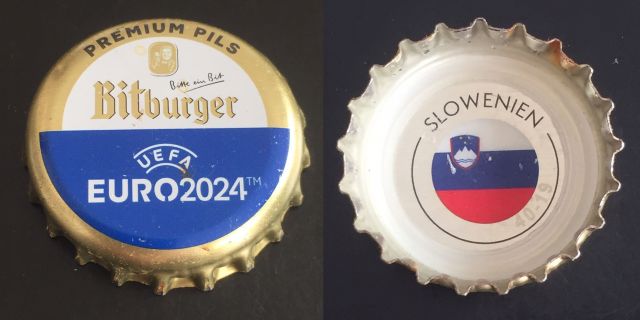 PREMIUM PILS
Bitte ein Bit
Bitburger
UEFA
EURO2024™
SLOWENIEN
40-19